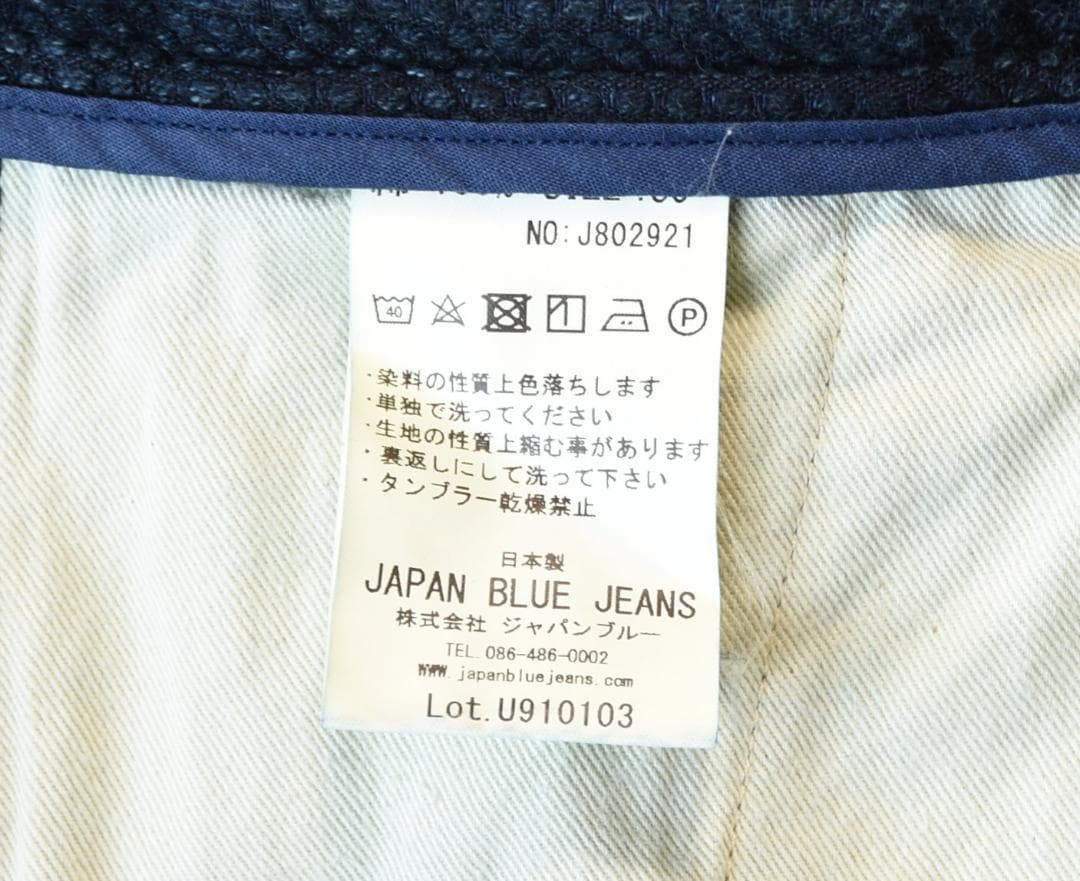 NO:J802921
40 P
・染料の性質上色落ちします
・単独で洗ってください
・生地の性質上縮む事があります
・裏返しにして洗って下さい
・タンブラー乾燥禁止
日本製
JAPAN BLUE JEANS
株式会社 ジャパンブルー
TEL.086-486-0002
www.japanbluejeans.com
Lot.U910103